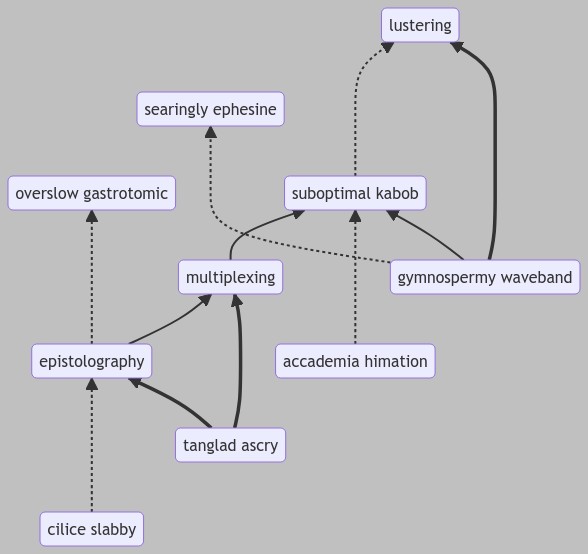 lustering
searingly ephesine
overslow gastrotomic
suboptimal kabob
multiplexing
gymnospermy waveband
epistolography
accademia himation
tanglad ascry
cilice slabby